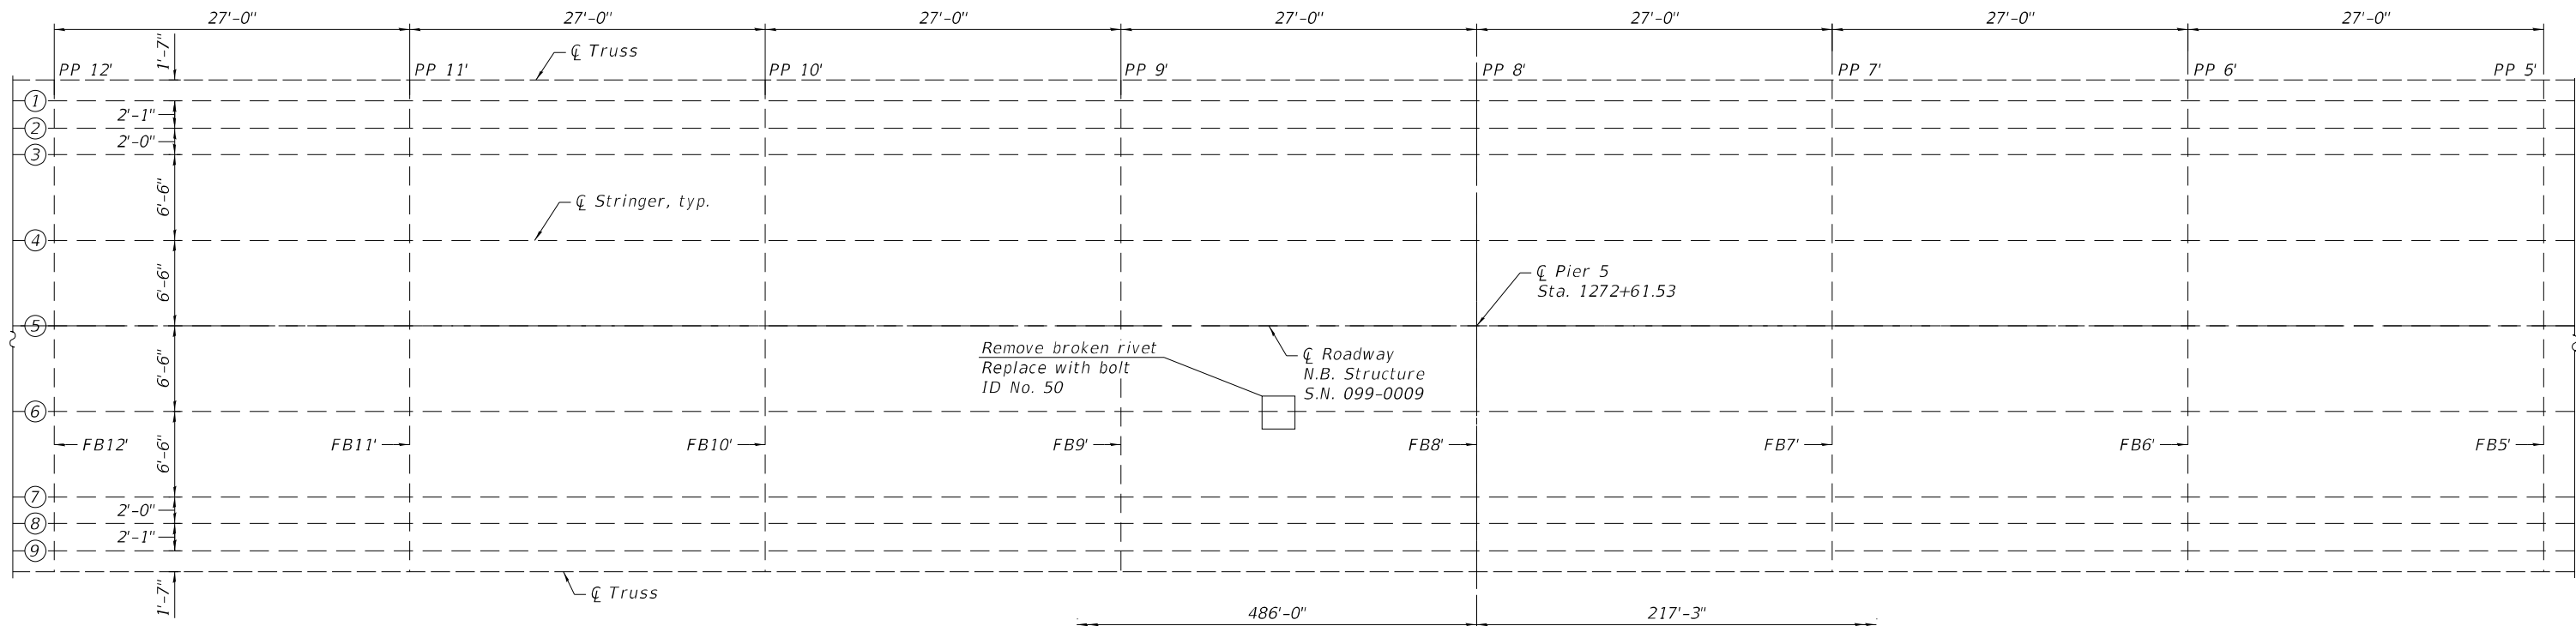 27'-0" 27'-0" 27'-0" 27'-0" 27'-0" 27'-0" 27'-0"
1'-7"
℄ Truss
PP 12' PP 11' PP 10' PP 9' PP 8' PP 7' PP 6' PP 5'
1
2'-1"
2
2'-0"
3
6'-6"
℄ Stringer, typ.
4
6'-6"
℄ Pier 5
Sta. 1272+61.53
5
Remove broken rivet
Replace with bolt
ID No. 50
℄ Roadway
N.B. Structure
S.N. 099-0009
6'-6"
6
FB12' FB11' FB10' FB9' FB8' FB7' FB6' FB5'
6'-6"
7
2'-0"
8
2'-1"
9
1'-7"
℄ Truss
486'-0" 217'-3"